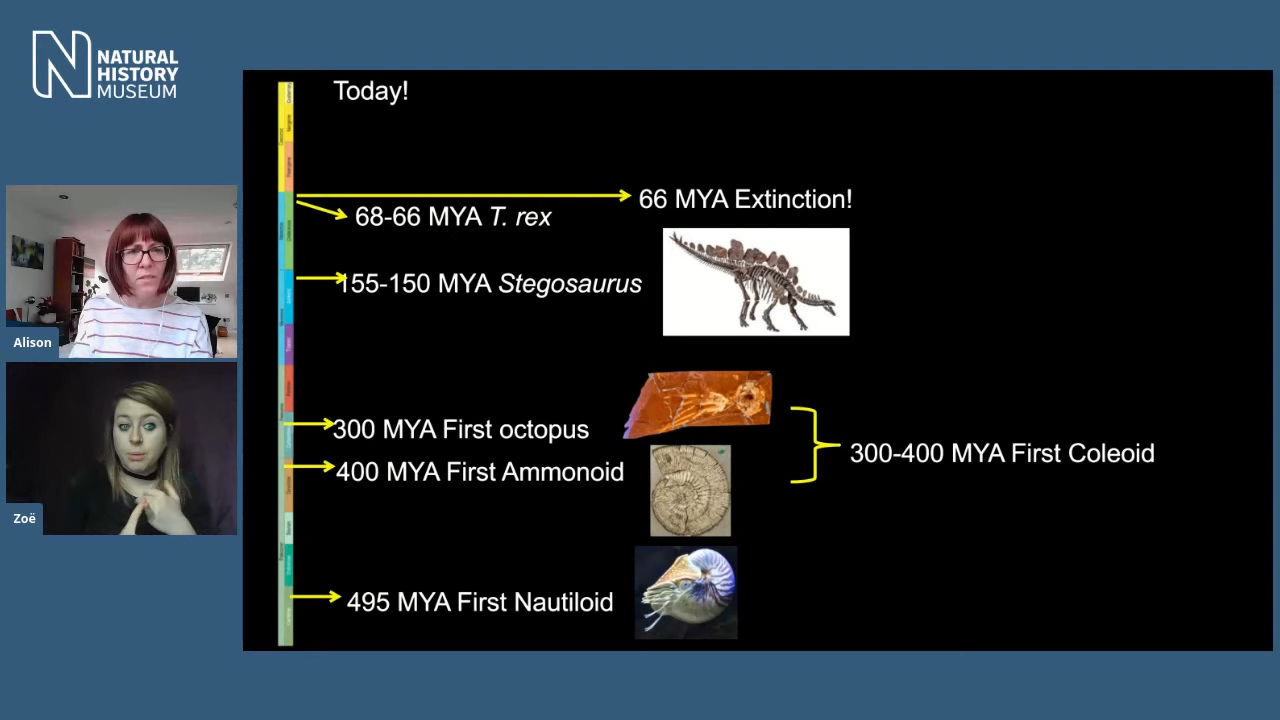 NATURAL
HISTORY
MUSEUM
Today!
66 MYA Extinction!
68-66 MYA T. rex
155-150 MYA Stegosaurus
300 MYA First octopus
400 MYA First Ammonoid
300-400 MYA First Coleoid
495 MYA First Nautiloid
Alison
Zoë